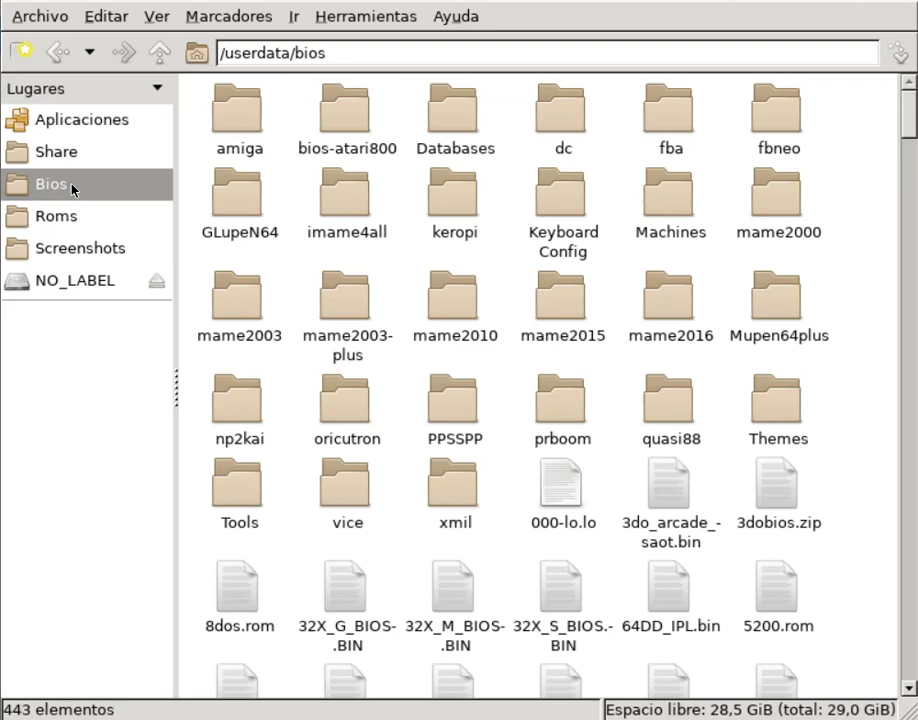 Archivo Editar Ver Marcadores Ir Herramientas Ayuda
/userdata/bios
Lugares
Aplicaciones
Share
Bios
Roms
Screenshots
NO_LABEL
amiga bios-atari800 Databases dc fba fbneo
GLupeN64 imame4all keropi Keyboard Machines mame2000
Config
mame2003 mame2003- mame2010 mame2015 mame2016 Mupen64plus
plus
np2kai oricutron PPSSPP prboom quasi88 Themes
Tools vice xmil 000-lo.lo 3do_arcade_- 3dobios.zip
saot.bin
8dos.rom 32X_G_BIOS- 32X_M_BIOS- 32X_S_BIOS.- 64DD_IPL.bin 5200.rom
.BIN .BIN BIN
443 elementos Espacio libre: 28,5 GiB (total: 29,0 GiB)